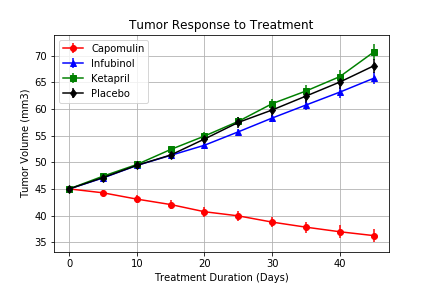 Tumor Response to Treatment
Capomulin
Infubinol
Ketapril
Placebo
Tumor Volume (mm3)
70
65
60
55
50
45
40
35
0
10
20
30
40
Treatment Duration (Days)